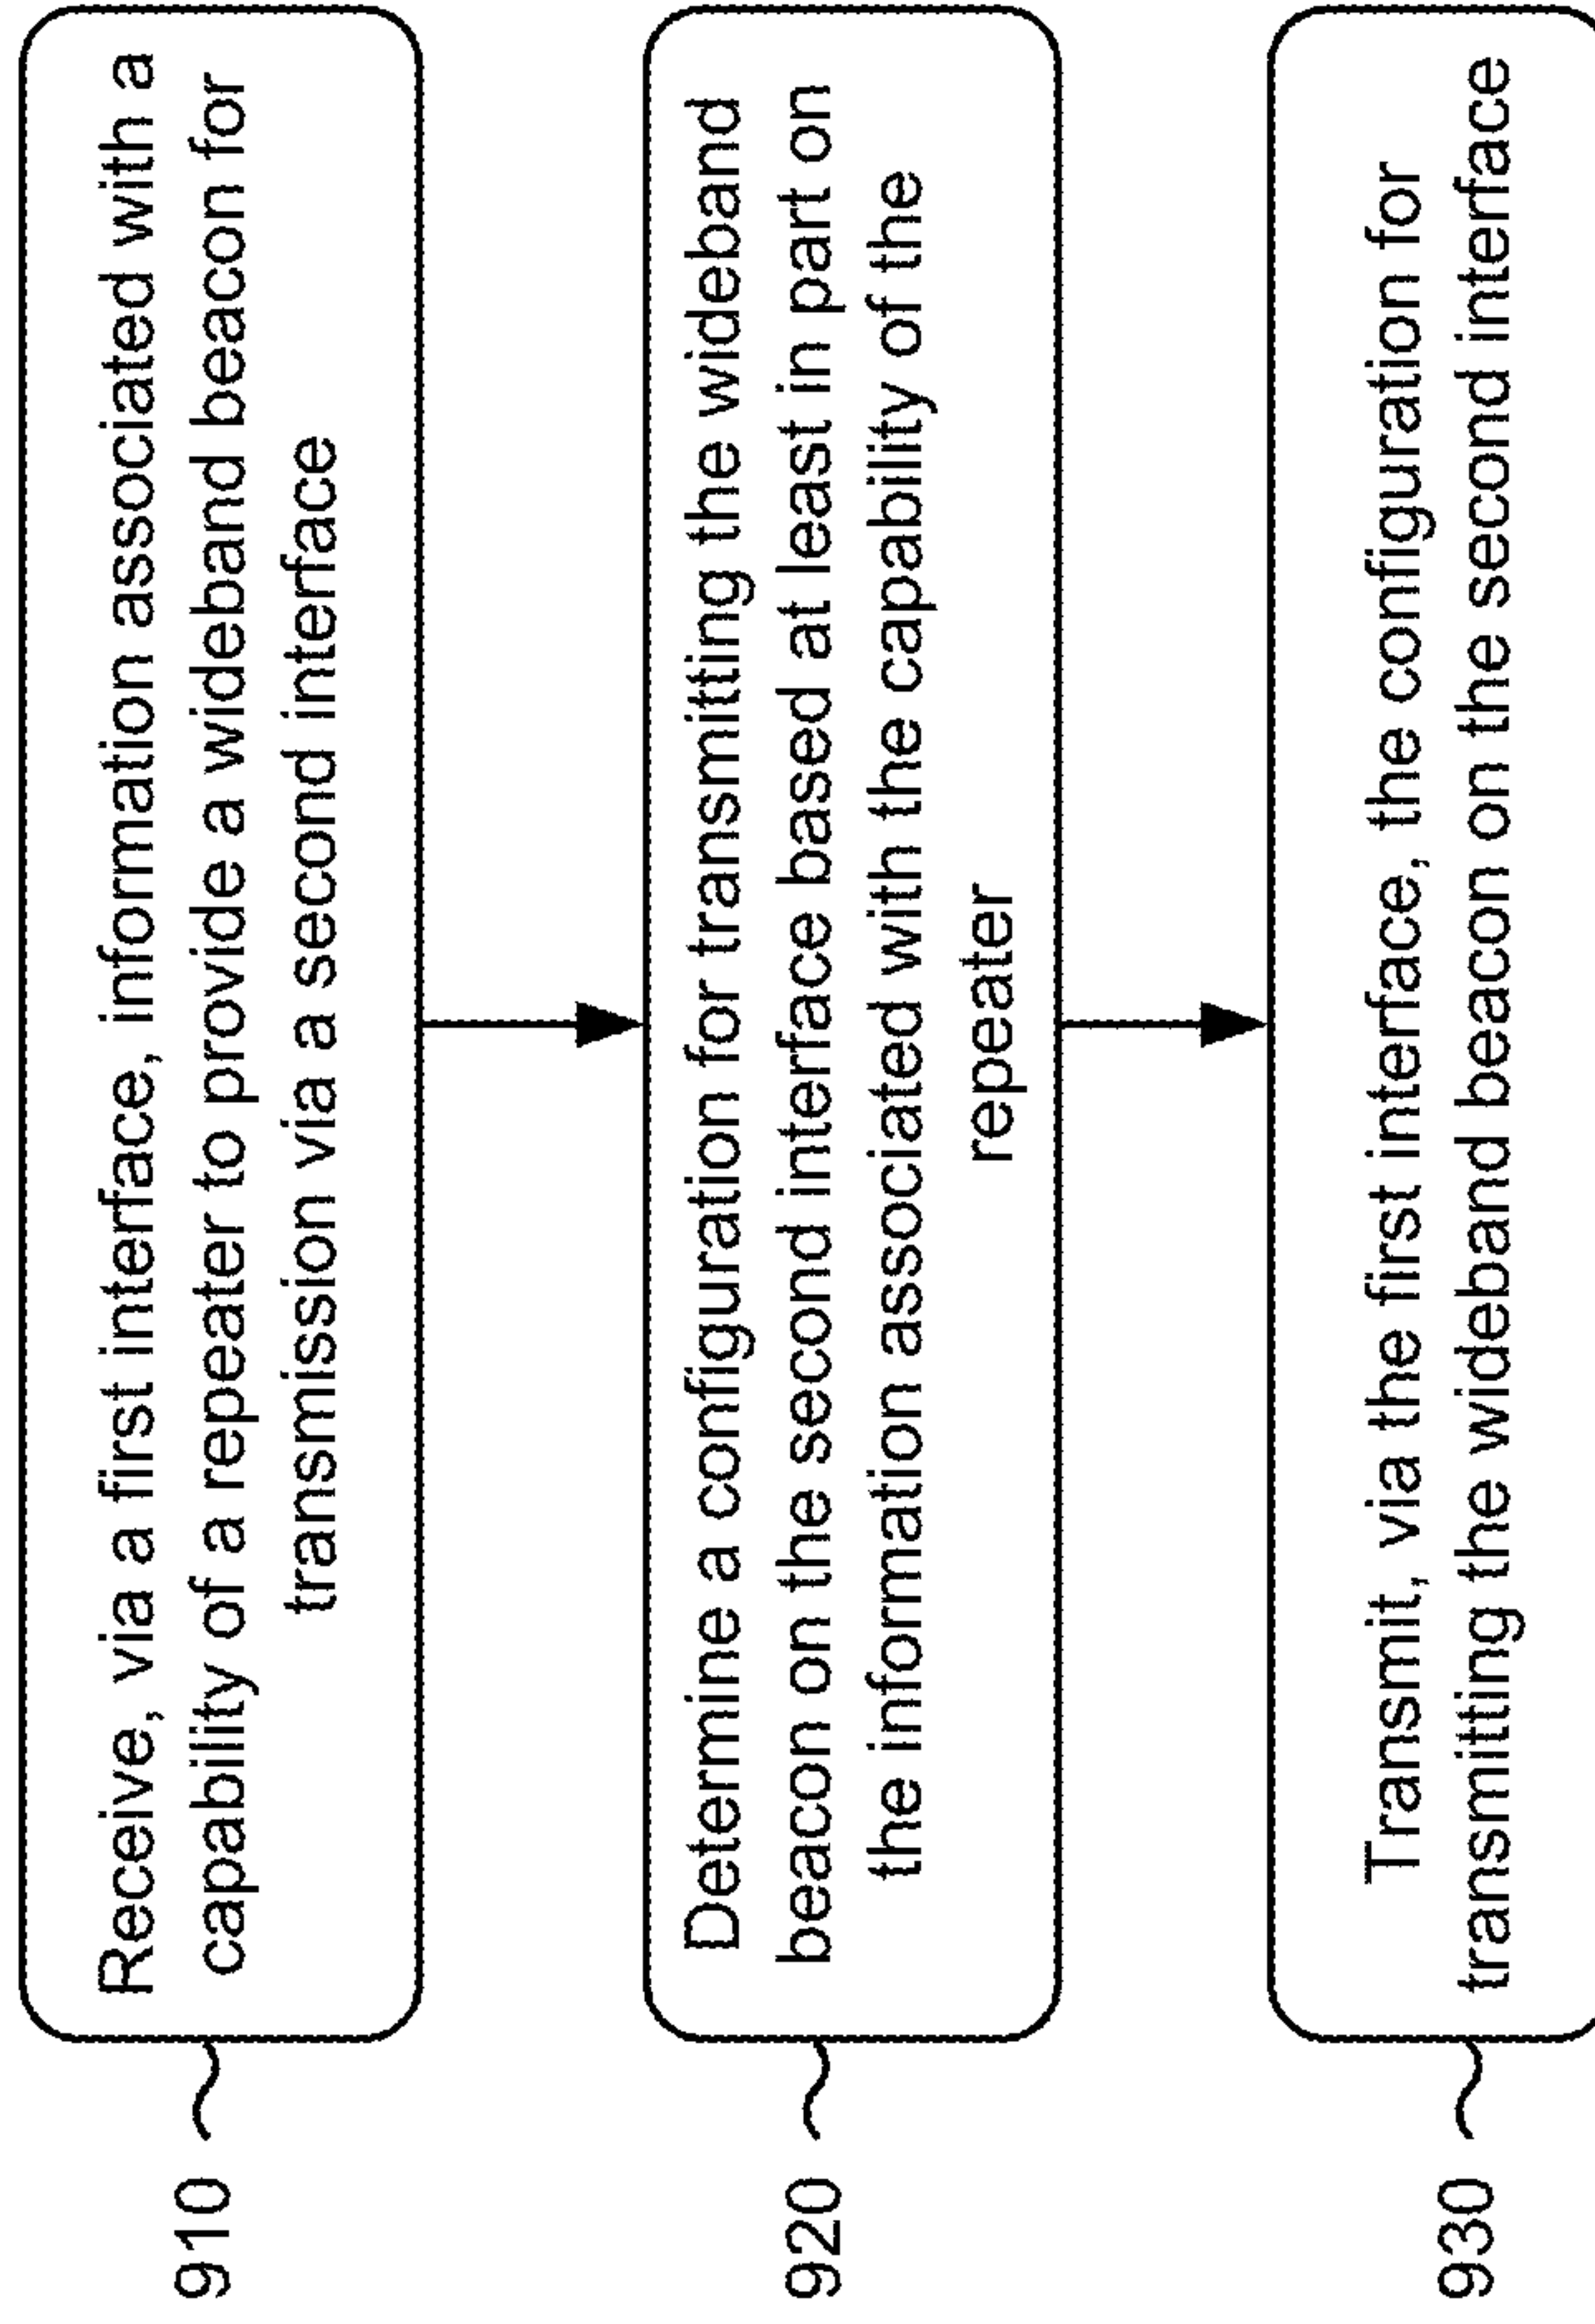 910
Receive, via a first interface, information associated with a
capability of a repeater to provide a wideband beacon for
transmission via a second interface
920
Determine a configuration for transmitting the wideband
beacon on the second interface based at least in part on
the information associated with the capability of the
repeater
930
Transmit, via the first interface, the configuration for
transmitting the wideband beacon on the second interface